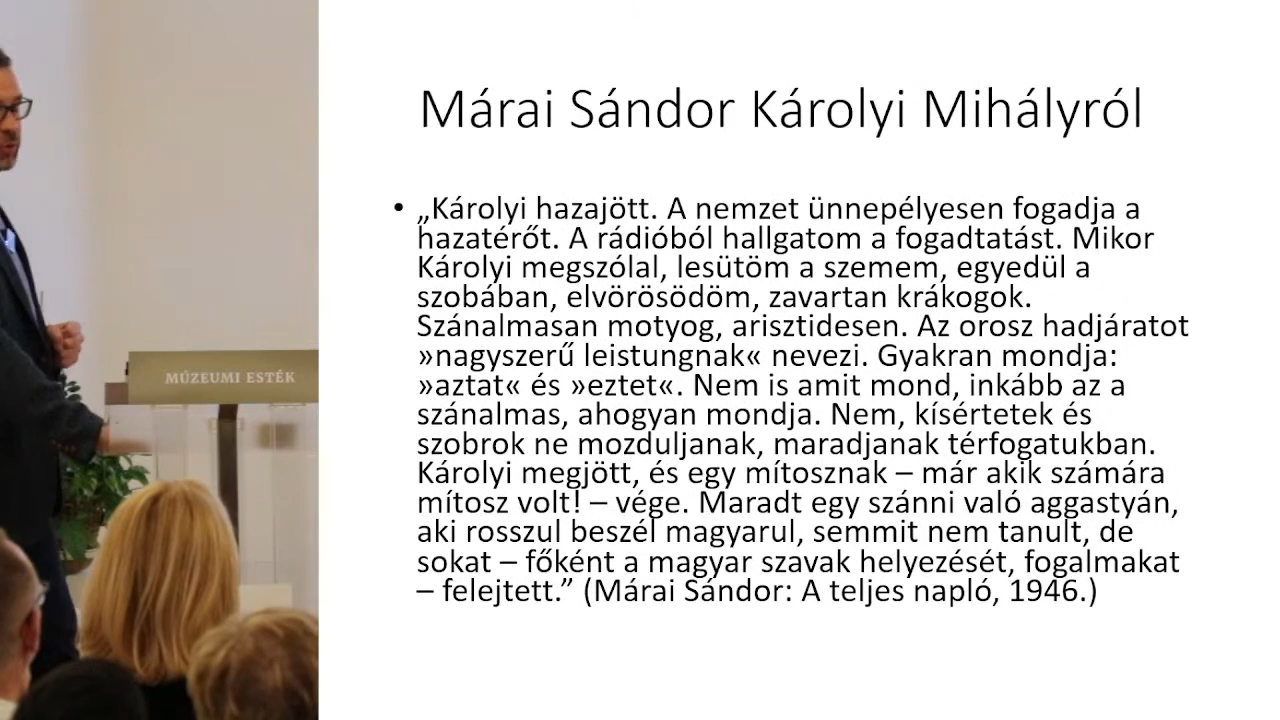 Márai Sándor Károlyi Mihályról
• „Károlyi hazajött. A nemzet ünnepélyesen fogadja a
hazatérőt. A rádióból hallgatom a fogadtatást. Mikor
Károlyi megszólal, lesütöm a szemem, egyedül a
szobában, elvörösödöm, zavartan krákogok.
Szánalmasan motyog, arisztidesen. Az orosz hadjáratot
»nagyszerű leistungnak« nevezi. Gyakran mondja:
»aztat« és »eztet«. Nem is amit mond, inkább az a
szánalmas, ahogyan mondja. Nem, kísértetek és
szobrok ne mozduljanak, maradjanak térfogatukban.
Károlyi megjött, és egy mítosznak – már akik számára
mítosz volt! – vége. Maradt egy szánni való aggastyán,
aki rosszul beszél magyarul, semmit nem tanult, de
sokat – főként a magyar szavak helyezését, fogalmakat
– felejtett.” (Márai Sándor: A teljes napló, 1946.)
MÚZEUMI ESTÉK